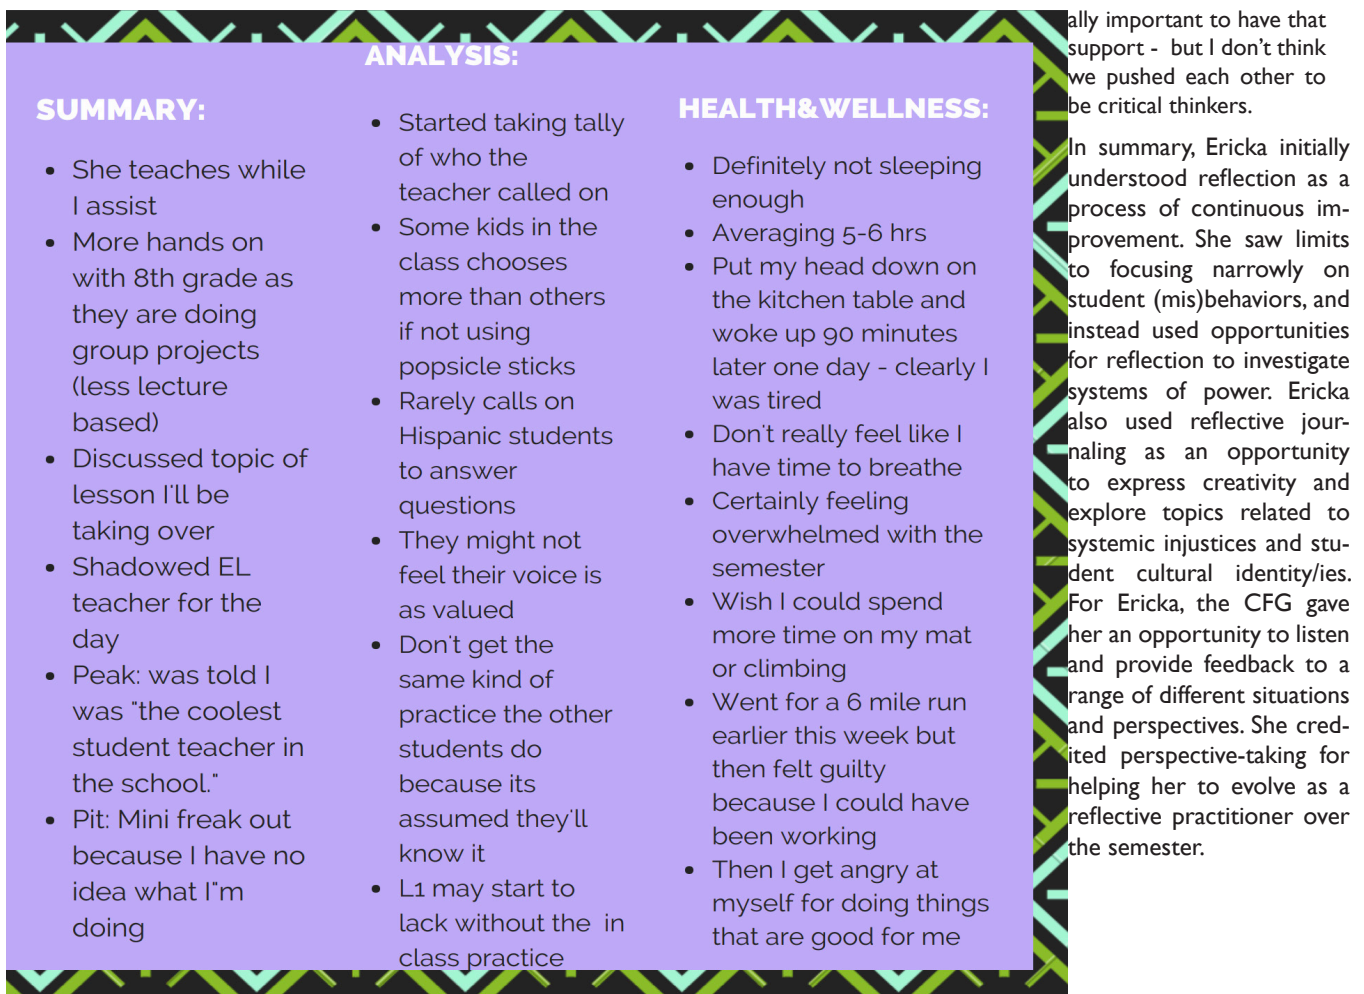 SUMMARY:
• She teaches while
I assist
• More hands on
with 8th grade as
they are doing
group projects
(less lecture
based)
• Discussed topic of
lesson I'll be
taking over
• Shadowed EL
teacher for the
day
• Peak: was told I
was "the coolest
student teacher in
the school."
• Pit: Mini freak out
because I have no
idea what I"m
doing
ANALYSIS:
• Started taking tally
of who the
teacher called on
• Some kids in the
class chooses
more than others
if not using
popsicle sticks
• Rarely calls on
Hispanic students
to answer
questions
• They might not
feel their voice is
as valued
• Don't get the
same kind of
practice the other
students do
because its
assumed they'll
know it
• L1 may start to
lack without the in
class practice
HEALTH&WELLNESS:
• Definitely not sleeping
enough
• Averaging 5-6 hrs
• Put my head down on
the kitchen table and
woke up 90 minutes
later one day - clearly I
was tired
• Don't really feel like I
have time to breathe
• Certainly feeling
overwhelmed with the
semester
• Wish I could spend
more time on my mat
or climbing
• Went for a 6 mile run
earlier this week but
then felt guilty
because I could have
been working
• Then I get angry at
myself for doing things
that are good for me
ally important to have that
support - but I don't think
we pushed each other to
be critical thinkers.
In summary, Ericka initially
understood reflection as a
process of continuous im-
provement. She saw limits
to focusing narrowly on
student (mis)behaviors, and
instead used opportunities
for reflection to investigate
systems of power. Ericka
also used reflective jour-
naling as an opportunity
to express creativity and
explore topics related to
systemic injustices and stu-
dent cultural identity/ies.
For Ericka, the CFG gave
her an opportunity to listen
and provide feedback to a
range of different situations
and perspectives. She cred-
ited perspective-taking for
helping her to evolve as a
reflective practitioner over
the semester.